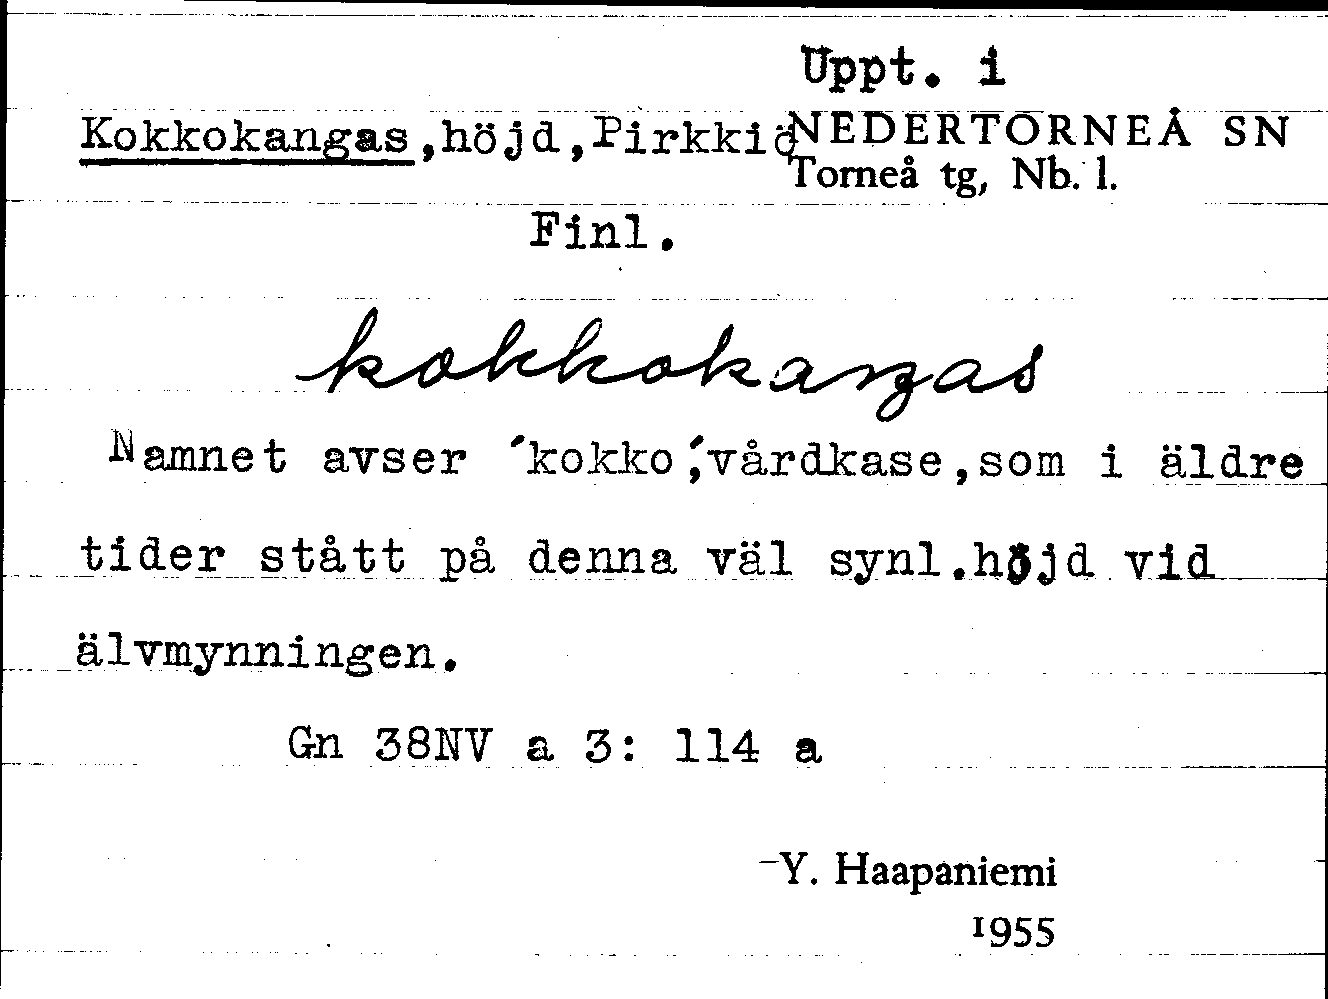 Uppt. i
Kokkokangas,höjd,Pirkkiö NEDERTORNEÅ SN
Torneå tg, Nb. l.
Finl.
kokkokaŋgas
Namnet avser ´kokko´,vårdkase,som i äldre
tider stått på denna väl synl.höjd vid
älvmynningen.
Gn 38NV a 3: 114 a
Y. Haapaniemi
1955